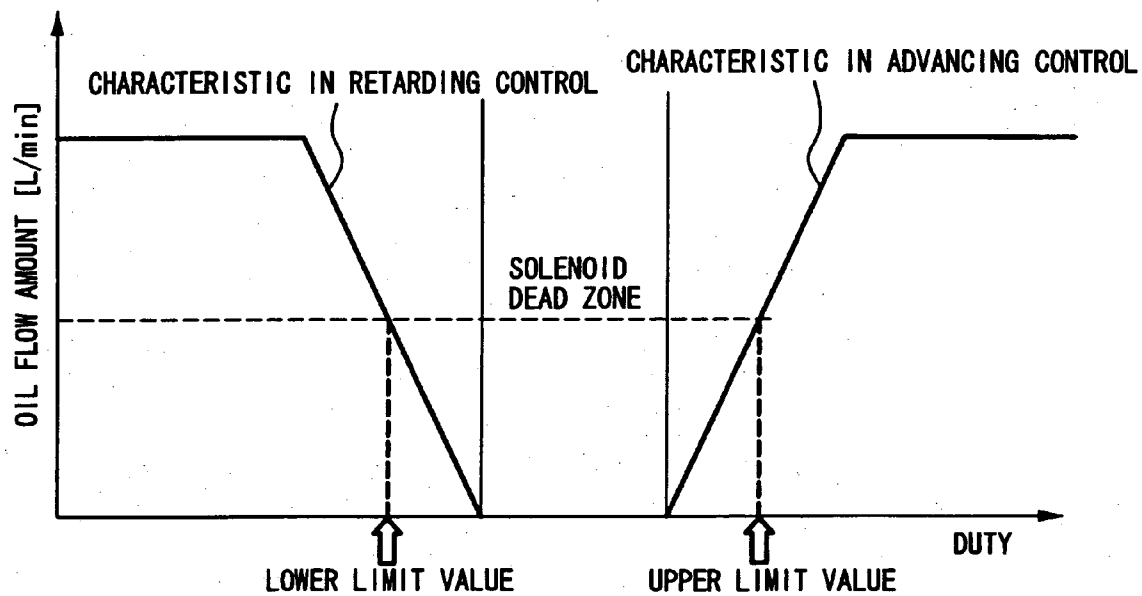 CHARACTERISTIC IN RETARDING CONTROL
CHARACTERISTIC IN ADVANCING CONTROL
OIL FLOW AMOUNT [L/min]
SOLENOID
DEAD ZONE
DUTY
LOWER LIMIT VALUE
UPPER LIMIT VALUE